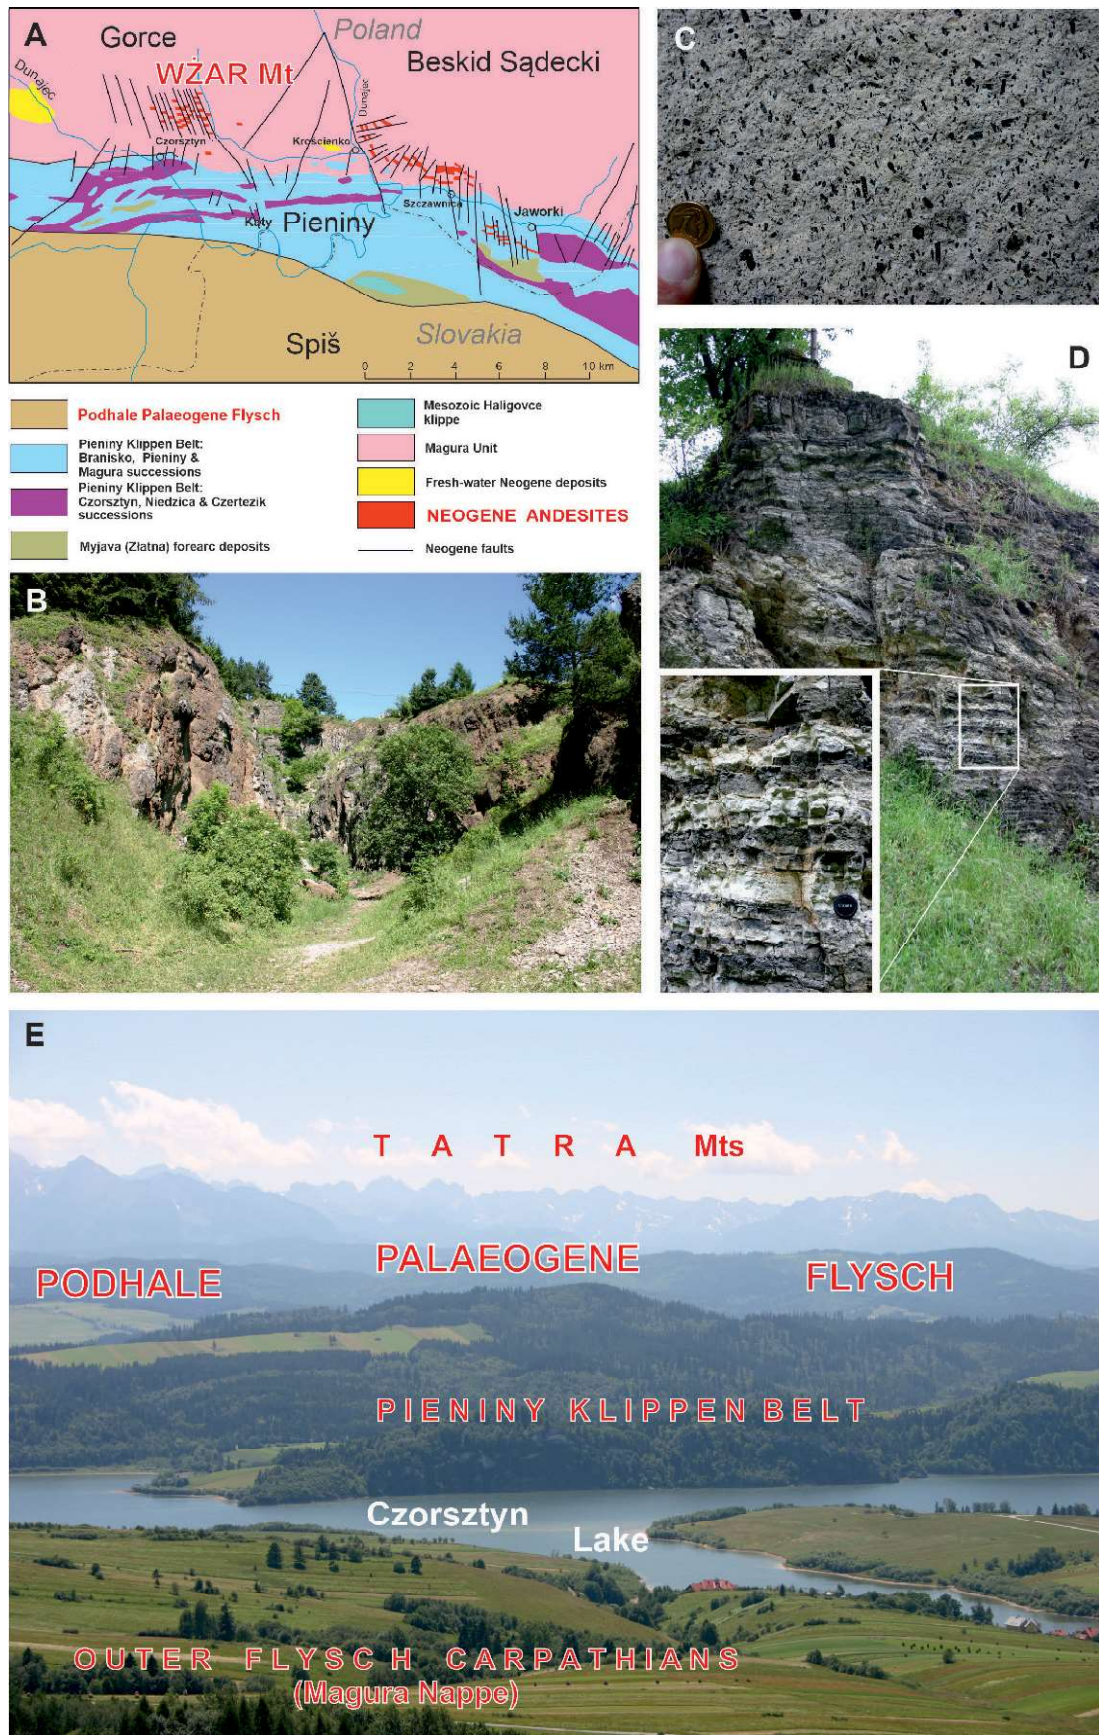 A
Gorce
Poland
Beskid Sądecki
WŻAR Mt
Dunajec
Dunajec
Czorsztyn
Krościenko
Szczawnica
Jaworki
Kąty
Pieniny
Spiš
Slovakia
0 2 4 6 8 10 km
Podhale Palaeogene Flysch
Pieniny Klippen Belt:
Branisko, Pieniny &
Magura successions
Pieniny Klippen Belt:
Czorsztyn, Niedzica & Czertezik
successions
Myjava (Złatna) forearc deposits
Mesozoic Haligovce
klippe
Magura Unit
Fresh-water Neogene deposits
NEOGENE ANDESITES
Neogene faults
B
C
D
E
TATRA Mts
PODHALE PALAEOGENE FLYSCH
PIENINY KLIPPEN BELT
Czorsztyn
Lake
OUTER FLYSCH CARPATHIANS
(Magura Nappe)